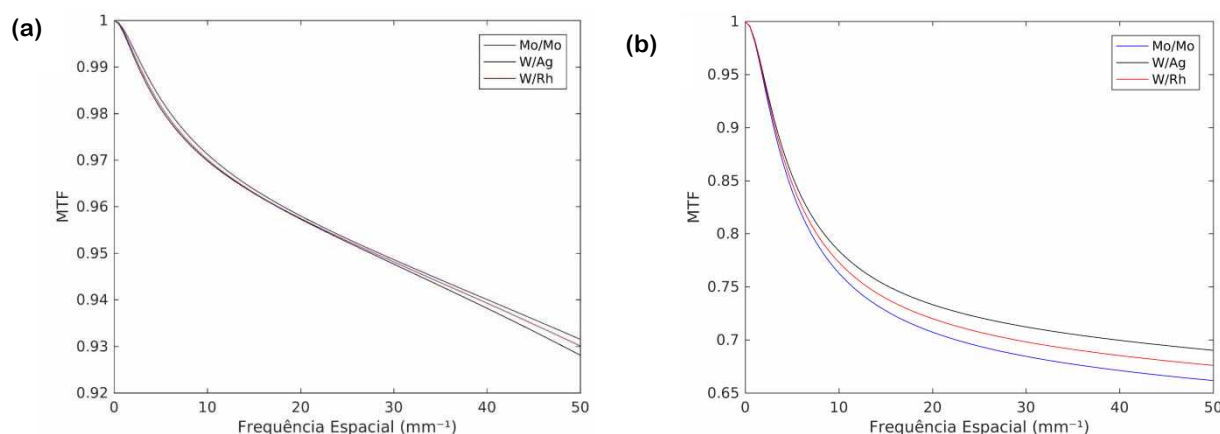 (a)
1
0.99
0.98
0.97
0.96
0.95
0.94
0.93
0.92
MTF
0 10 20 30 40 50
Frequência Espacial (mm⁻¹)
Mo/Mo
W/Ag
W/Rh
(b)
1
0.95
0.9
0.85
0.8
0.75
0.7
0.65
MTF
0 10 20 30 40 50
Frequência Espacial (mm⁻¹)
Mo/Mo
W/Ag
W/Rh